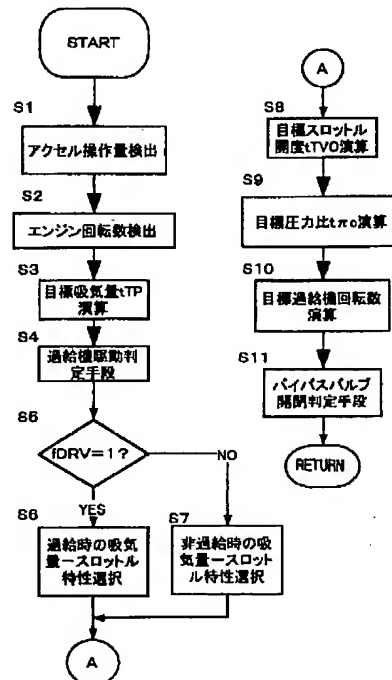 START
S1
アクセル操作量検出
S2
エンジン回転数検出
S3
目標吸気量tTP
演算
S4
過給機駆動判
定手段
S5
fDRV=1?
NO
YES
S6
過給時の吸気
量ースロットル
特性選択
S7
非過給時の吸
気量ースロット
ル特性選択
A
A
S8
目標スロットル
開度tTVO演算
S9
目標圧力比tπc演算
S10
目標過給機回転数
演算
S11
バイパスバルブ
開閉判定手段
RETURN